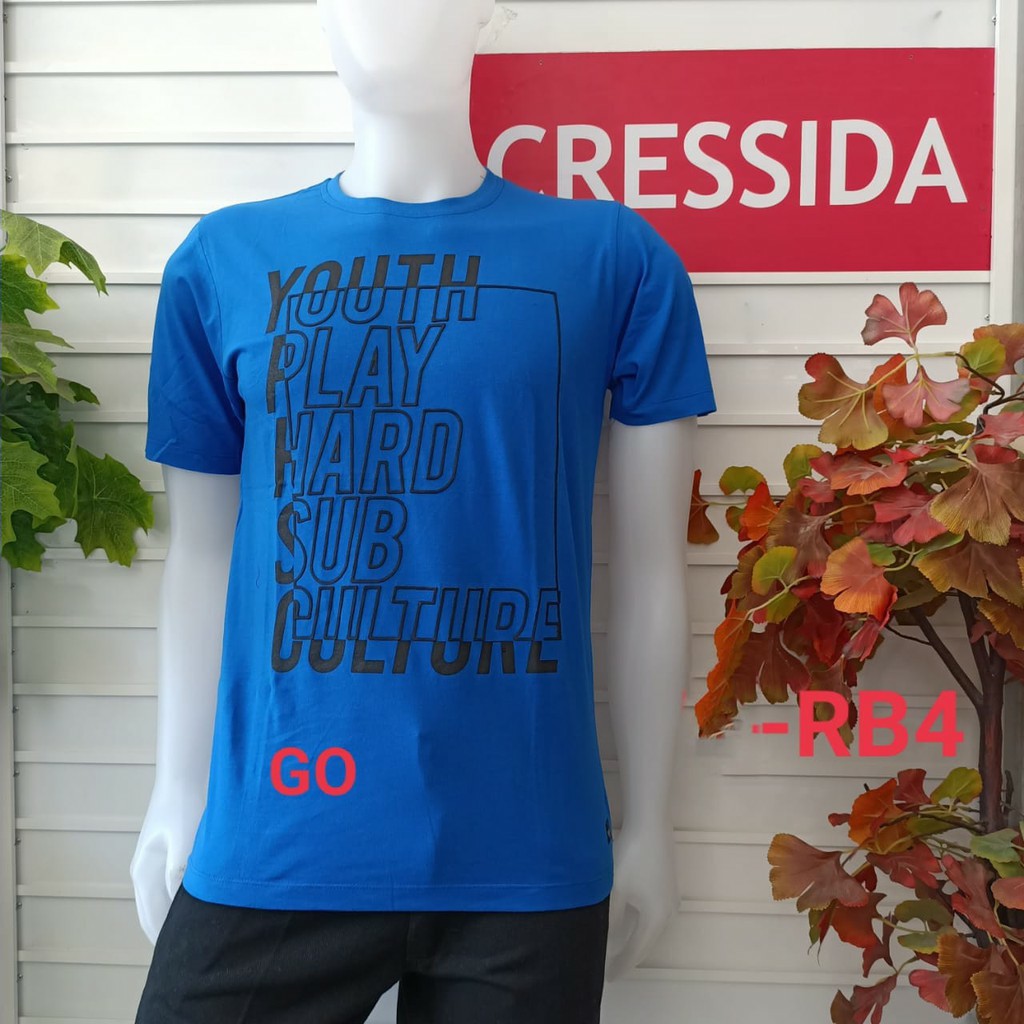 CRESSIDA
YOUTH
PLAY
HARD
SUB
CULTURE
-RB4
GO